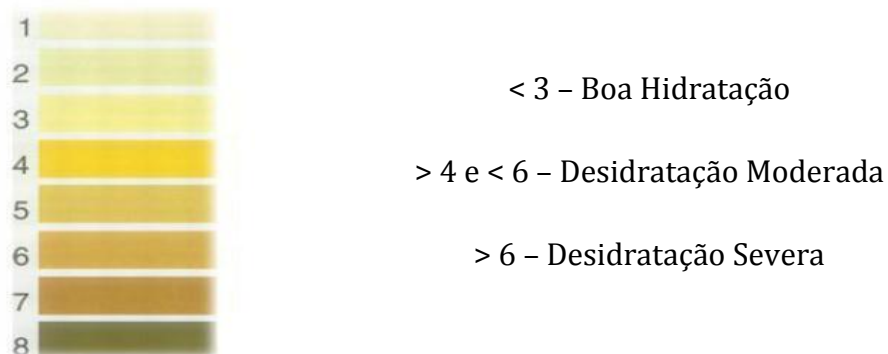 1
2
3
4
5
6
7
8
< 3 – Boa Hidratação
> 4 e < 6 – Desidratação Moderada
> 6 – Desidratação Severa